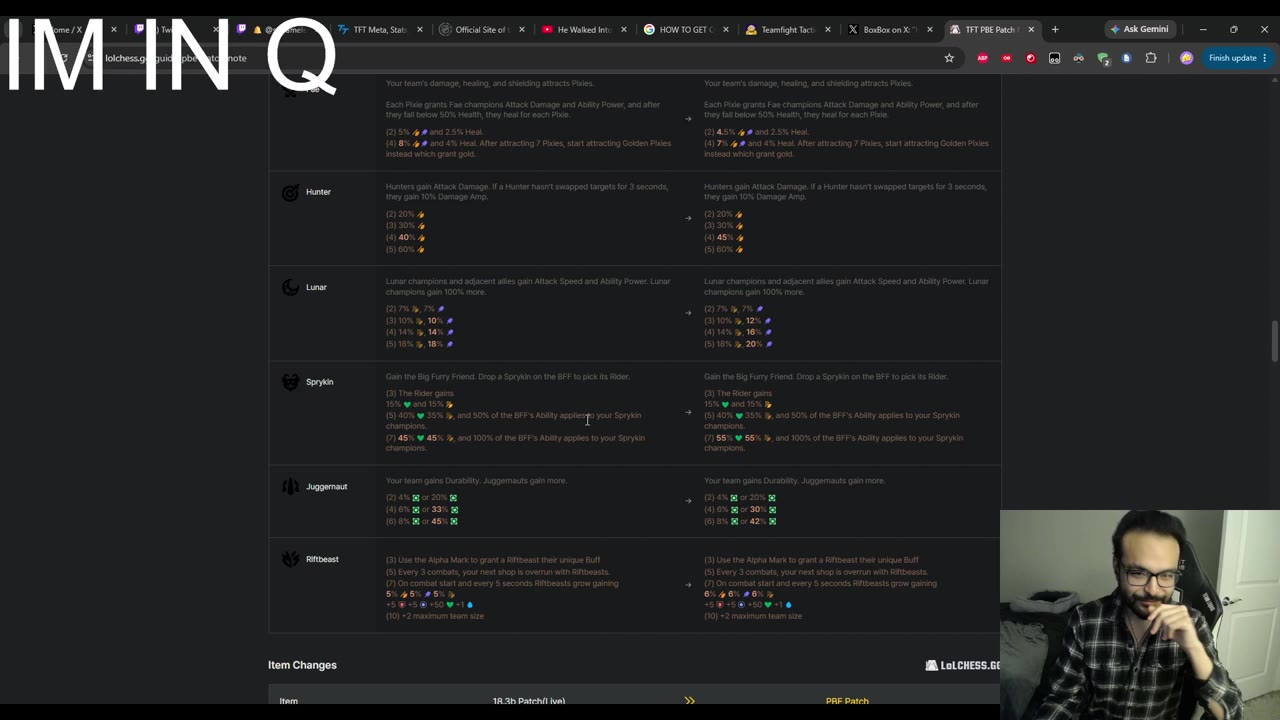 IM IN Q
ome / X
Tw
@
TFT Meta, Stats
Official Site of
He Walked Into
HOW TO GET
Teamfight Tacti
BoxBox on X: "
TFT PBE Patch
Ask Gemini
lolchess.g
Finish update
Your team's damage, healing, and shielding attracts Pixies.
Your team's damage, healing, and shielding attracts Pixies.
Each Pixie grants Fae champions Attack Damage and Ability Power, and after
they fall below 50% Health, they heal for each Pixie.
(2) 5% and 2.5% Heal.
(4) 8% and 4% Heal. After attracting 7 Pixies, start attracting Golden Pixies
instead which grant gold.
→
Each Pixie grants Fae champions Attack Damage and Ability Power, and after
they fall below 50% Health, they heal for each Pixie.
(2) 4.5% and 2.5% Heal.
(4) 7% and 4% Heal. After attracting 7 Pixies, start attracting Golden Pixies
instead which grant gold.
Hunter
Hunters gain Attack Damage. If a Hunter hasn't swapped targets for 3 seconds,
they gain 10% Damage Amp.
(2) 20%
(3) 30%
(4) 40%
(5) 60%
→
Hunters gain Attack Damage. If a Hunter hasn't swapped targets for 3 seconds,
they gain 10% Damage Amp.
(2) 20%
(3) 30%
(4) 45%
(5) 60%
Lunar
Lunar champions and adjacent allies gain Attack Speed and Ability Power. Lunar
champions gain 100% more.
(2) 7% , 7%
(3) 10% , 10%
(4) 14% , 14%
(5) 18% , 18%
→
Lunar champions and adjacent allies gain Attack Speed and Ability Power. Lunar
champions gain 100% more.
(2) 7% , 7%
(3) 10% , 12%
(4) 14% , 16%
(5) 18% , 20%
Sprykin
Gain the Big Furry Friend. Drop a Sprykin on the BFF to pick its Rider.
(3) The Rider gains
15% and 15%
(5) 40% 35% , and 50% of the BFF's Ability applies to your Sprykin
champions.
(7) 45% 45% , and 100% of the BFF's Ability applies to your Sprykin
champions.
→
Gain the Big Furry Friend. Drop a Sprykin on the BFF to pick its Rider.
(3) The Rider gains
15% and 15%
(5) 40% 35% , and 50% of the BFF's Ability applies to your Sprykin
champions.
(7) 55% 55% , and 100% of the BFF's Ability applies to your Sprykin
champions.
Juggernaut
Your team gains Durability. Juggernauts gain more.
(2) 4% or 20%
(4) 6% or 33%
(6) 8% or 45%
→
Your team gains Durability. Juggernauts gain more.
(2) 4% or 20%
(4) 6% or 30%
(6) 8% or 42%
Riftbeast
(3) Use the Alpha Mark to grant a Riftbeast their unique Buff
(5) Every 3 combats, your next shop is overrun with Riftbeasts.
(7) On combat start and every 5 seconds Riftbeasts grow gaining
5% 5% 5%
+5 +5 +50 +1
(10) +2 maximum team size
→
(3) Use the Alpha Mark to grant a Riftbeast their unique Buff
(5) Every 3 combats, your next shop is overrun with Riftbeasts.
(7) On combat start and every 5 seconds Riftbeasts grow gaining
6% 6% 6%
+5 +5 +50 +1
(10) +2 maximum team size
Item Changes
LoLCHESS.GG
Item
18.3b Patch(Live)
PBE Patch